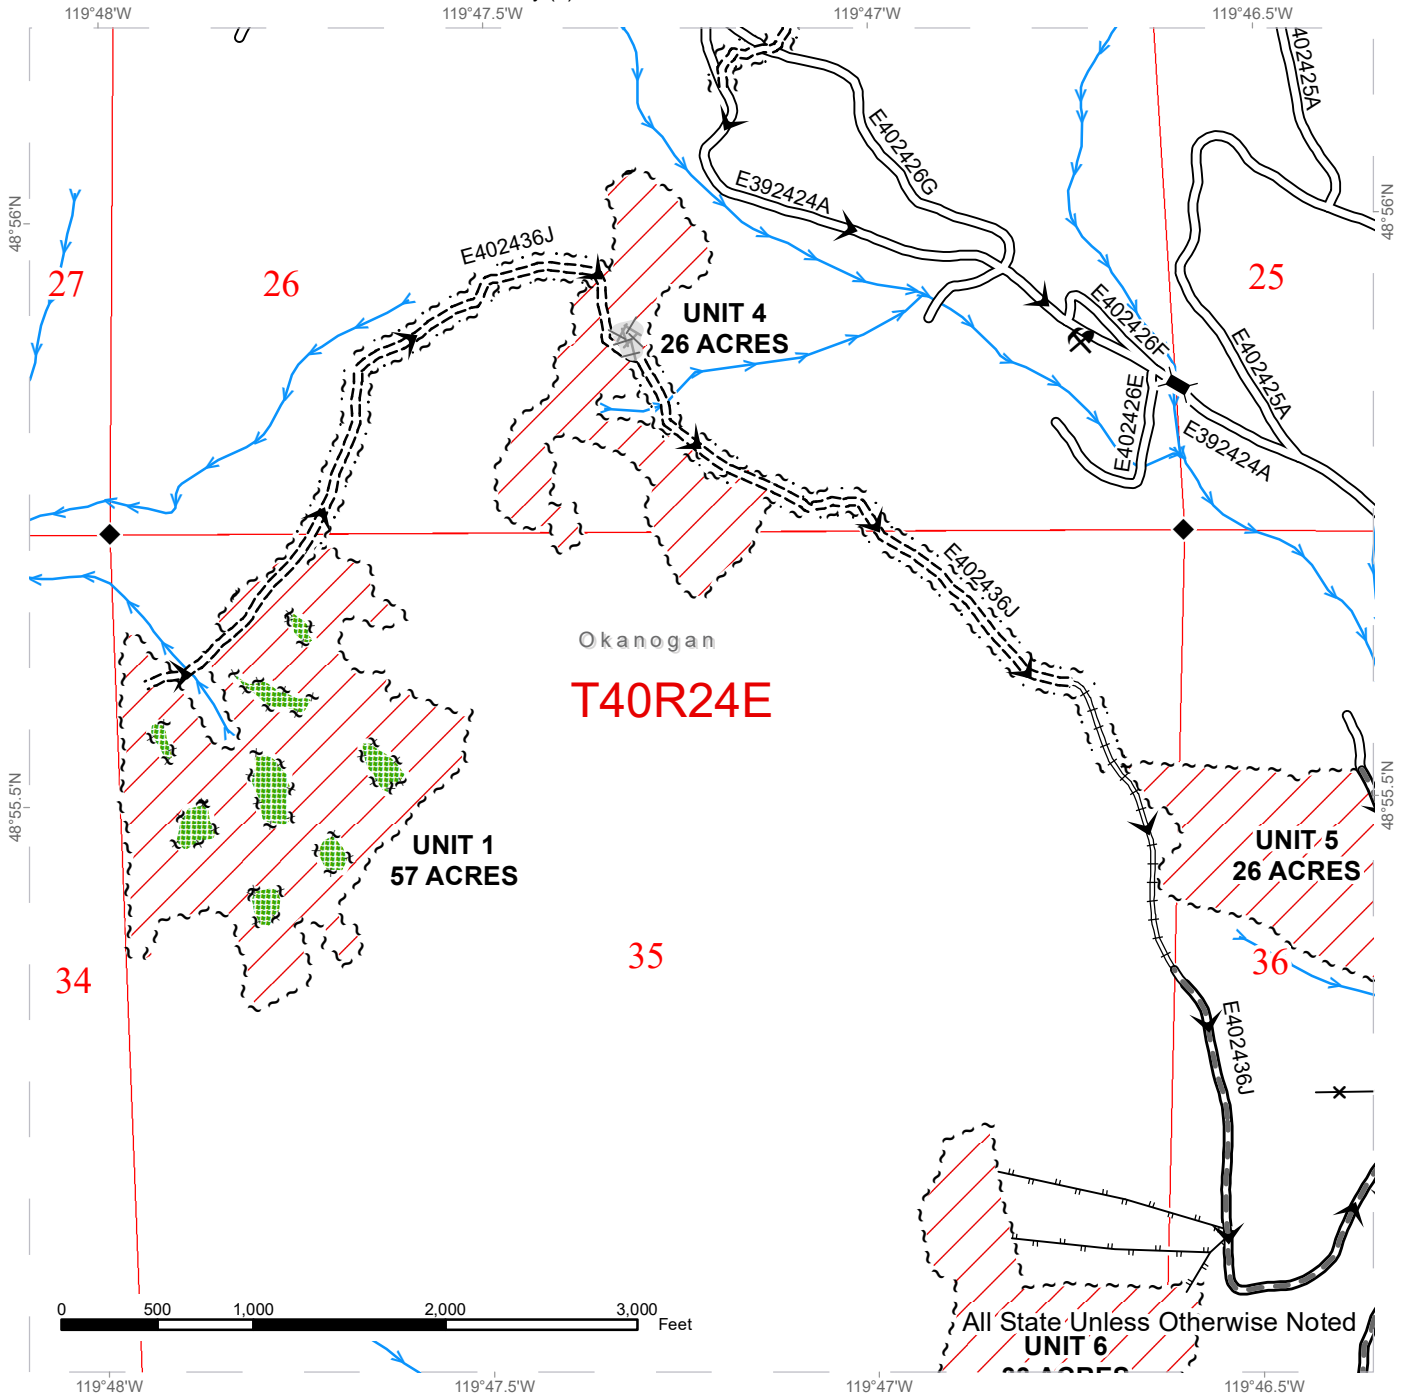 119°48'W
119°47.5'W
119°47'W
119°46.5'W
402425A
E402426G
E392424A
48°56'N
48°56'N
E402436J
27
26
25
UNIT 4
26 ACRES
E402426F
E402425A
E402426E
E392424A
E402436J
Okanogan
T40R24E
48°55.5'N
48°55.5'N
UNIT 1
57 ACRES
UNIT 5
26 ACRES
35
36
34
E402436J
0
500
1,000
2,000
3,000
Feet
All State Unless Otherwise Noted
UNIT 6
ACRES
119°48'W
119°47.5'W
119°47'W
119°46.5'W